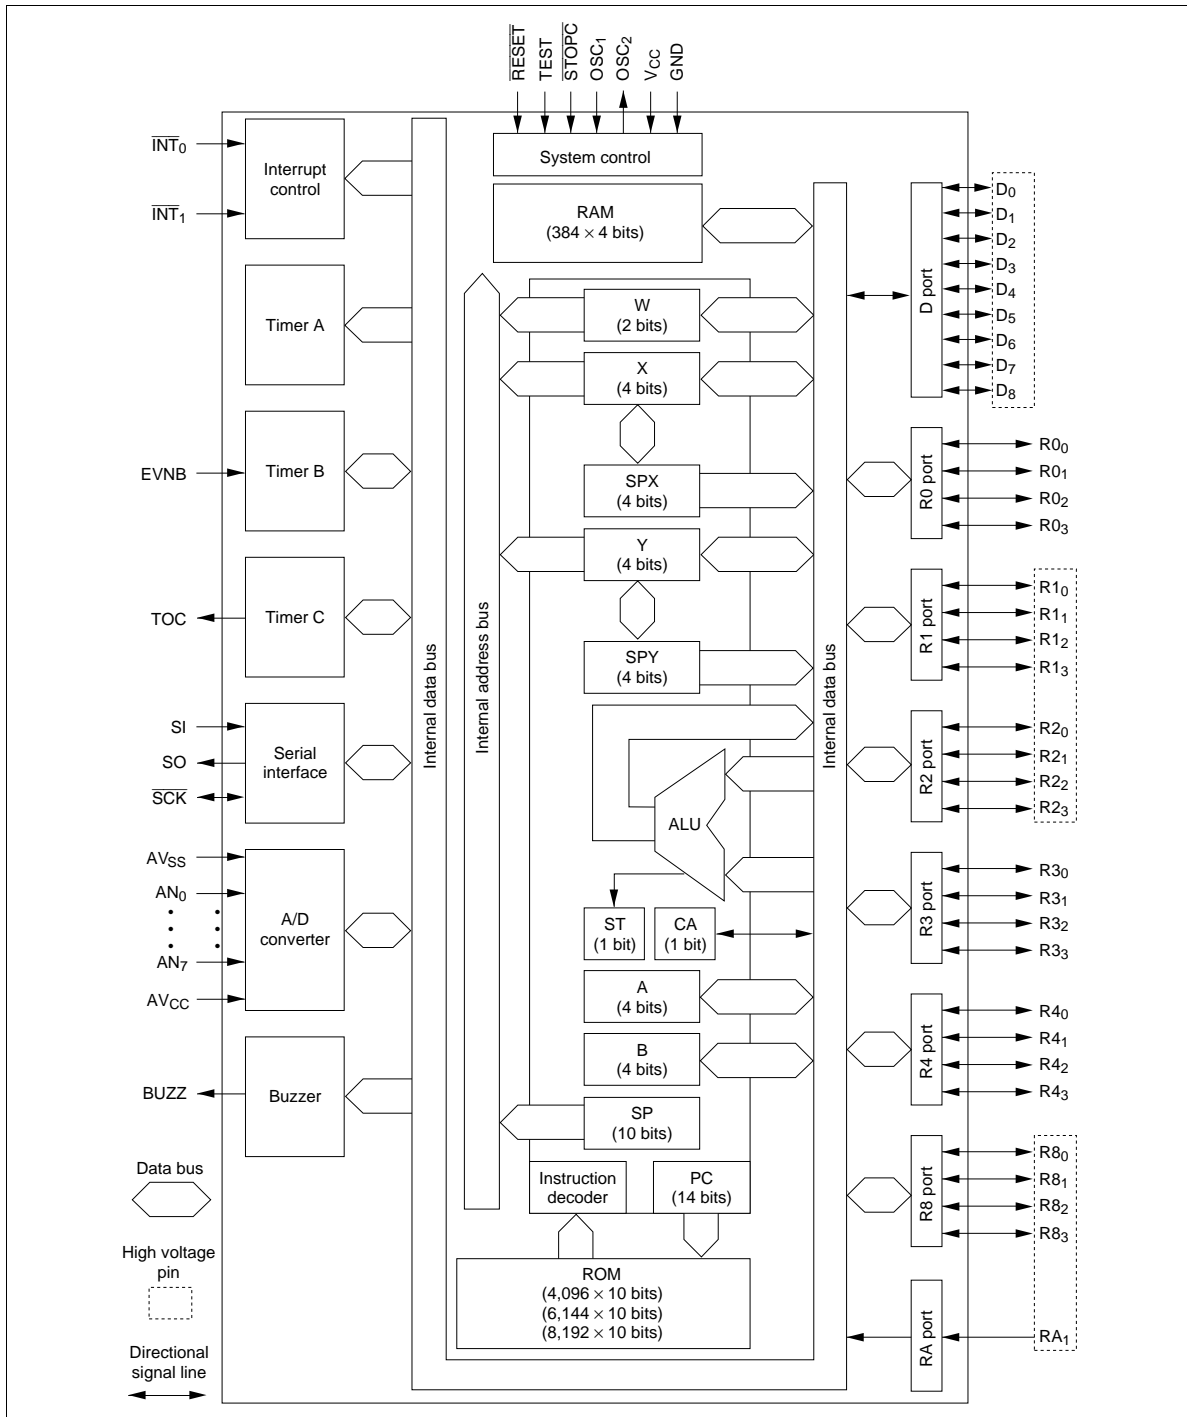 RESET
TEST
STOPC
OSC1
OSC2
VCC
GND
System control
INT0
INT1
Interrupt
control
RAM
(384 × 4 bits)
Timer A
EVNB
Timer B
TOC
Timer C
SI
SO
SCK
Serial
interface
AVSS
AN0
AN7
AVCC
A/D
converter
BUZZ
Buzzer
Internal data bus
Internal address bus
W
(2 bits)
X
(4 bits)
SPX
(4 bits)
Y
(4 bits)
SPY
(4 bits)
ALU
ST
(1 bit)
CA
(1 bit)
A
(4 bits)
B
(4 bits)
SP
(10 bits)
Instruction
decoder
PC
(14 bits)
ROM
(4,096 × 10 bits)
(6,144 × 10 bits)
(8,192 × 10 bits)
Internal data bus
D port
D0
D1
D2
D3
D4
D5
D6
D7
D8
R0 port
R00
R01
R02
R03
R1 port
R10
R11
R12
R13
R2 port
R20
R21
R22
R23
R3 port
R30
R31
R32
R33
R4 port
R40
R41
R42
R43
R8 port
R80
R81
R82
R83
RA port
RA1
Data bus
High voltage
pin
Directional
signal line